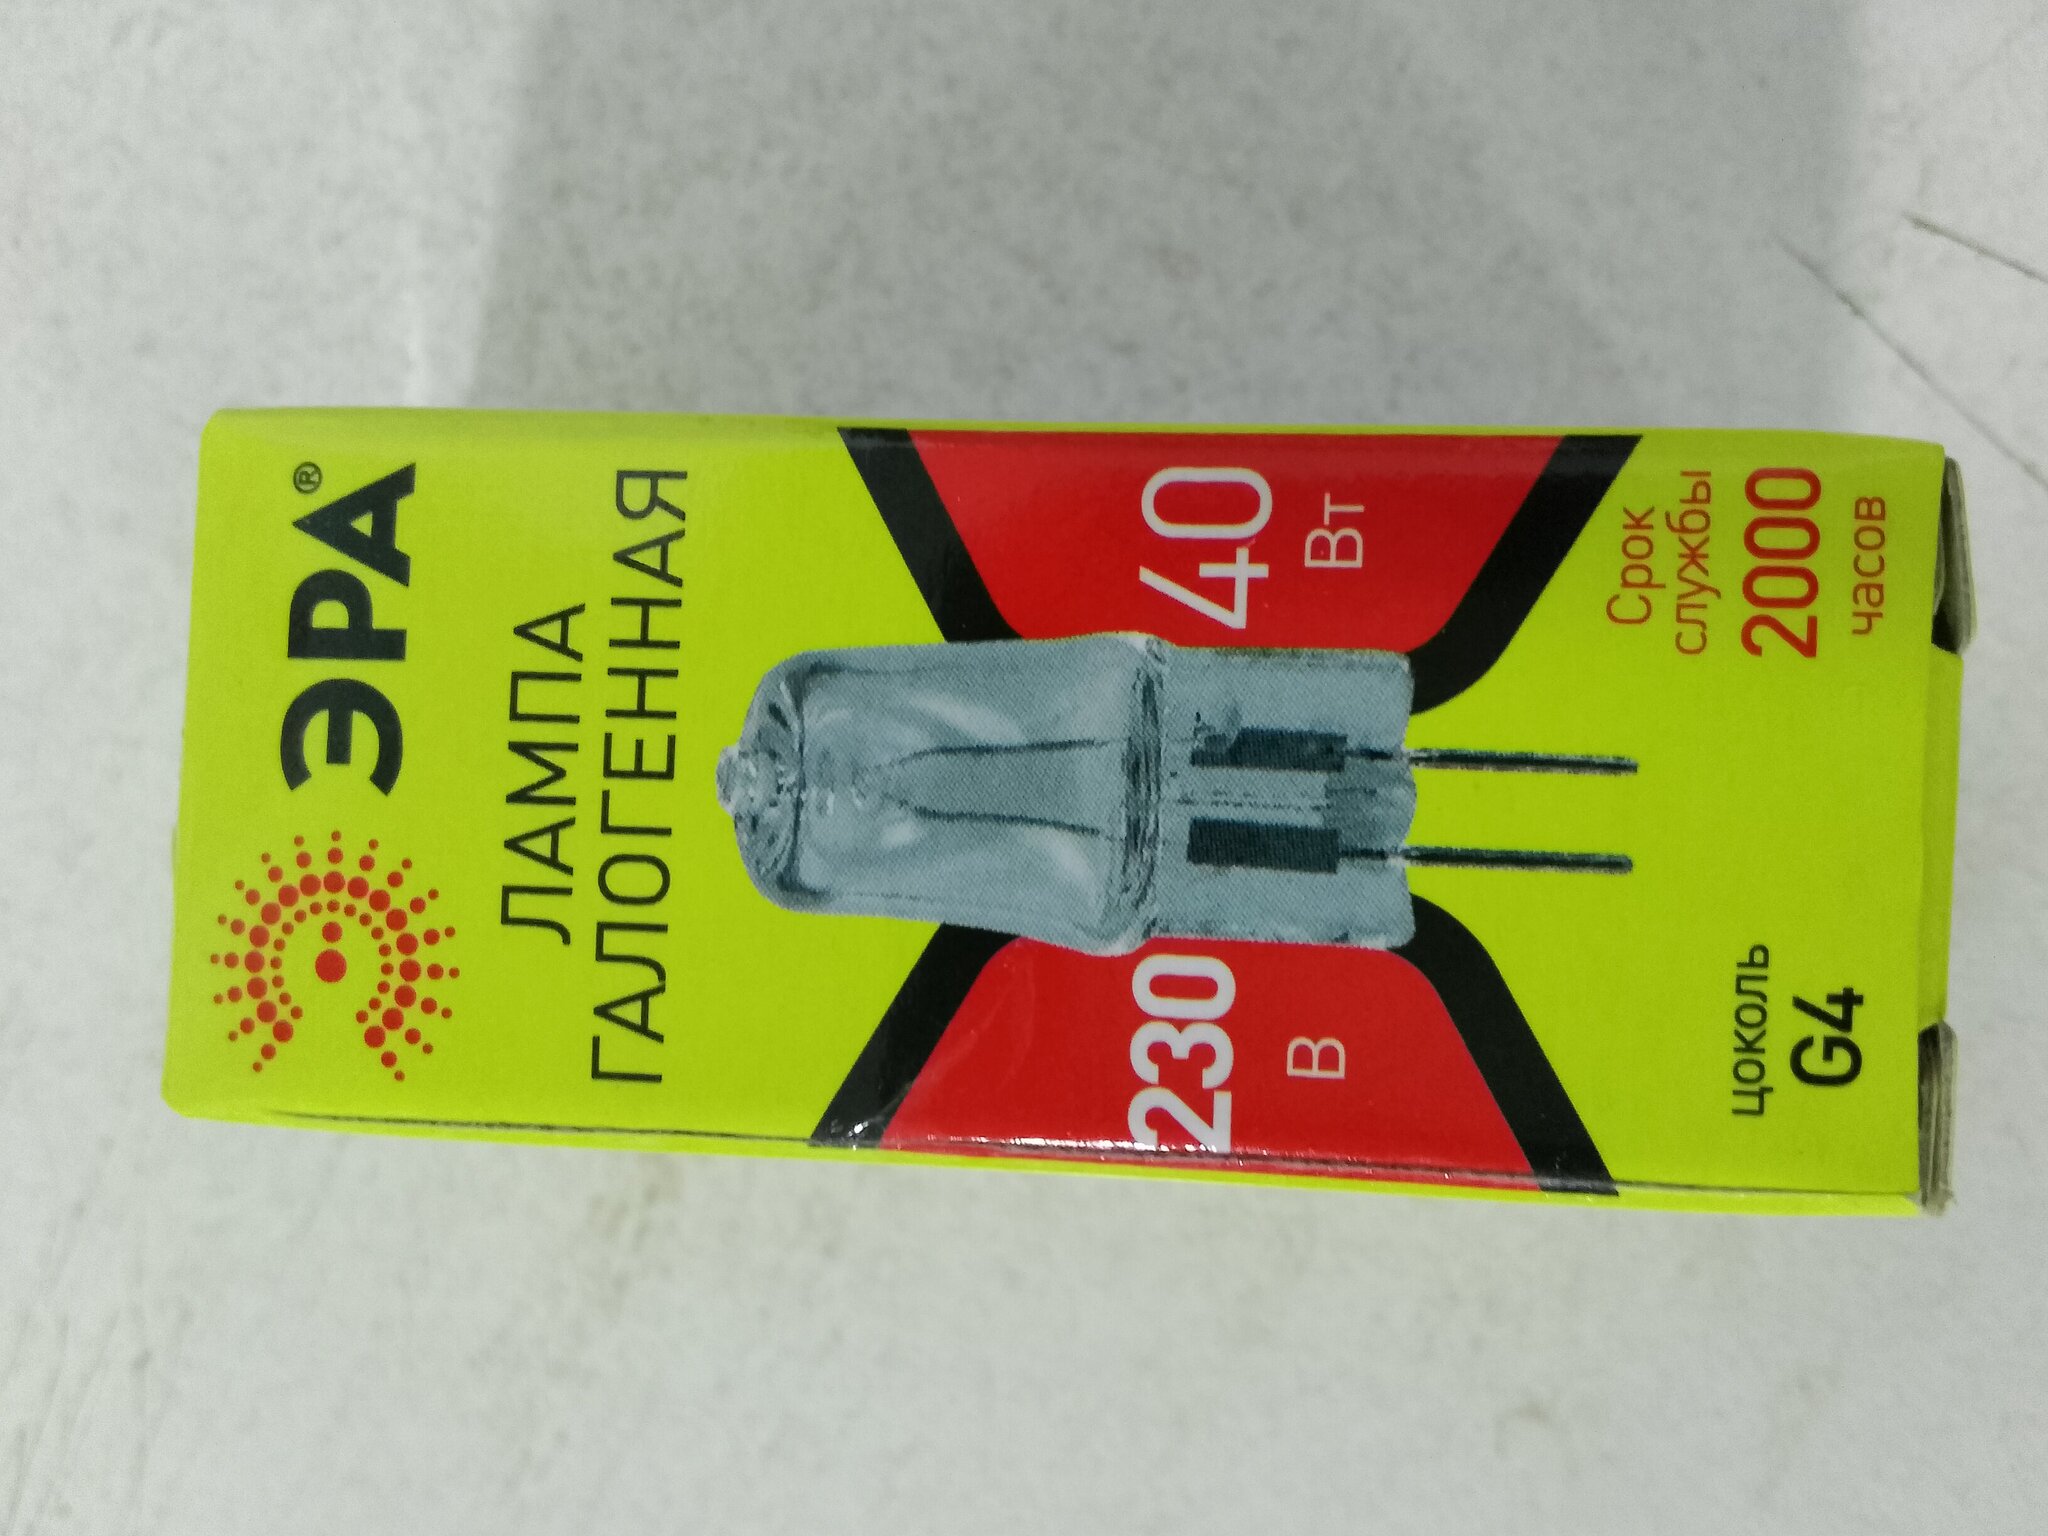 ЭРА®
ЛАМПА
ГАЛОГЕННАЯ
230
В
40
Вт
цоколь
G4
Срок
службы
2000
часов